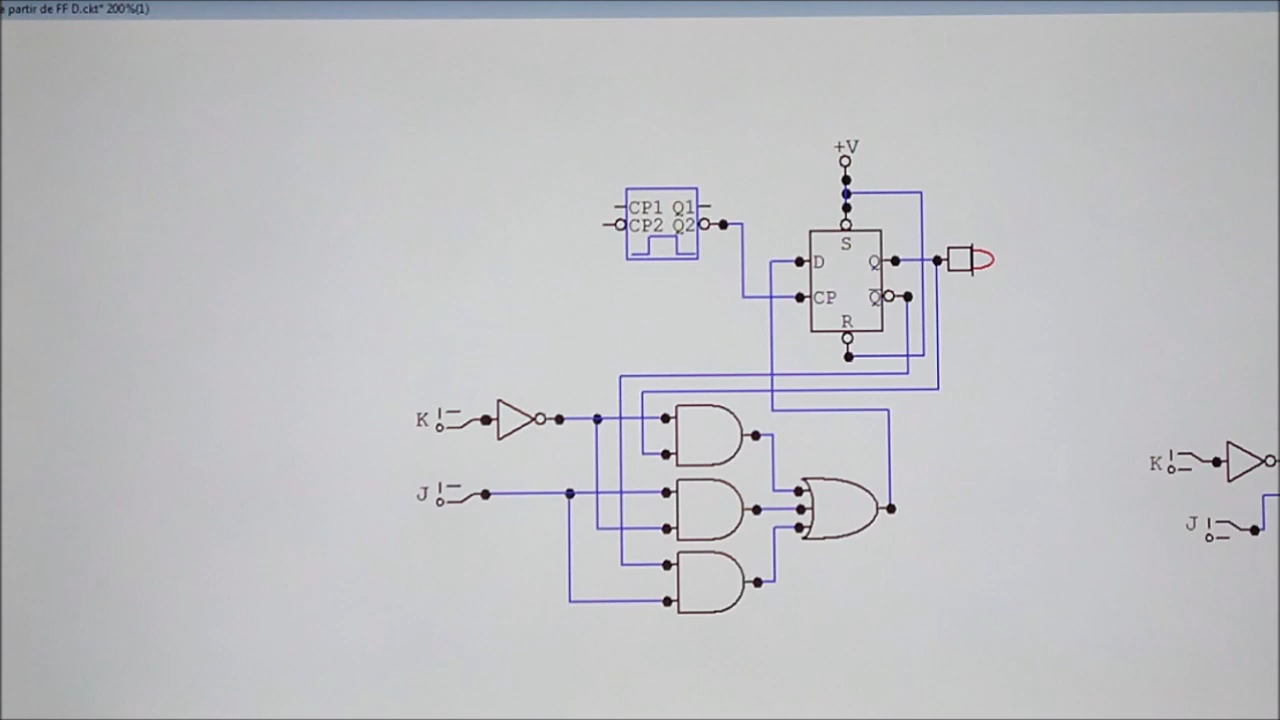 a partir de FF D.ckt* 200%(1)
+V
CP1 Q1
CP2 Q2
S
D Q
CP Q̅
R
K
J
K
J